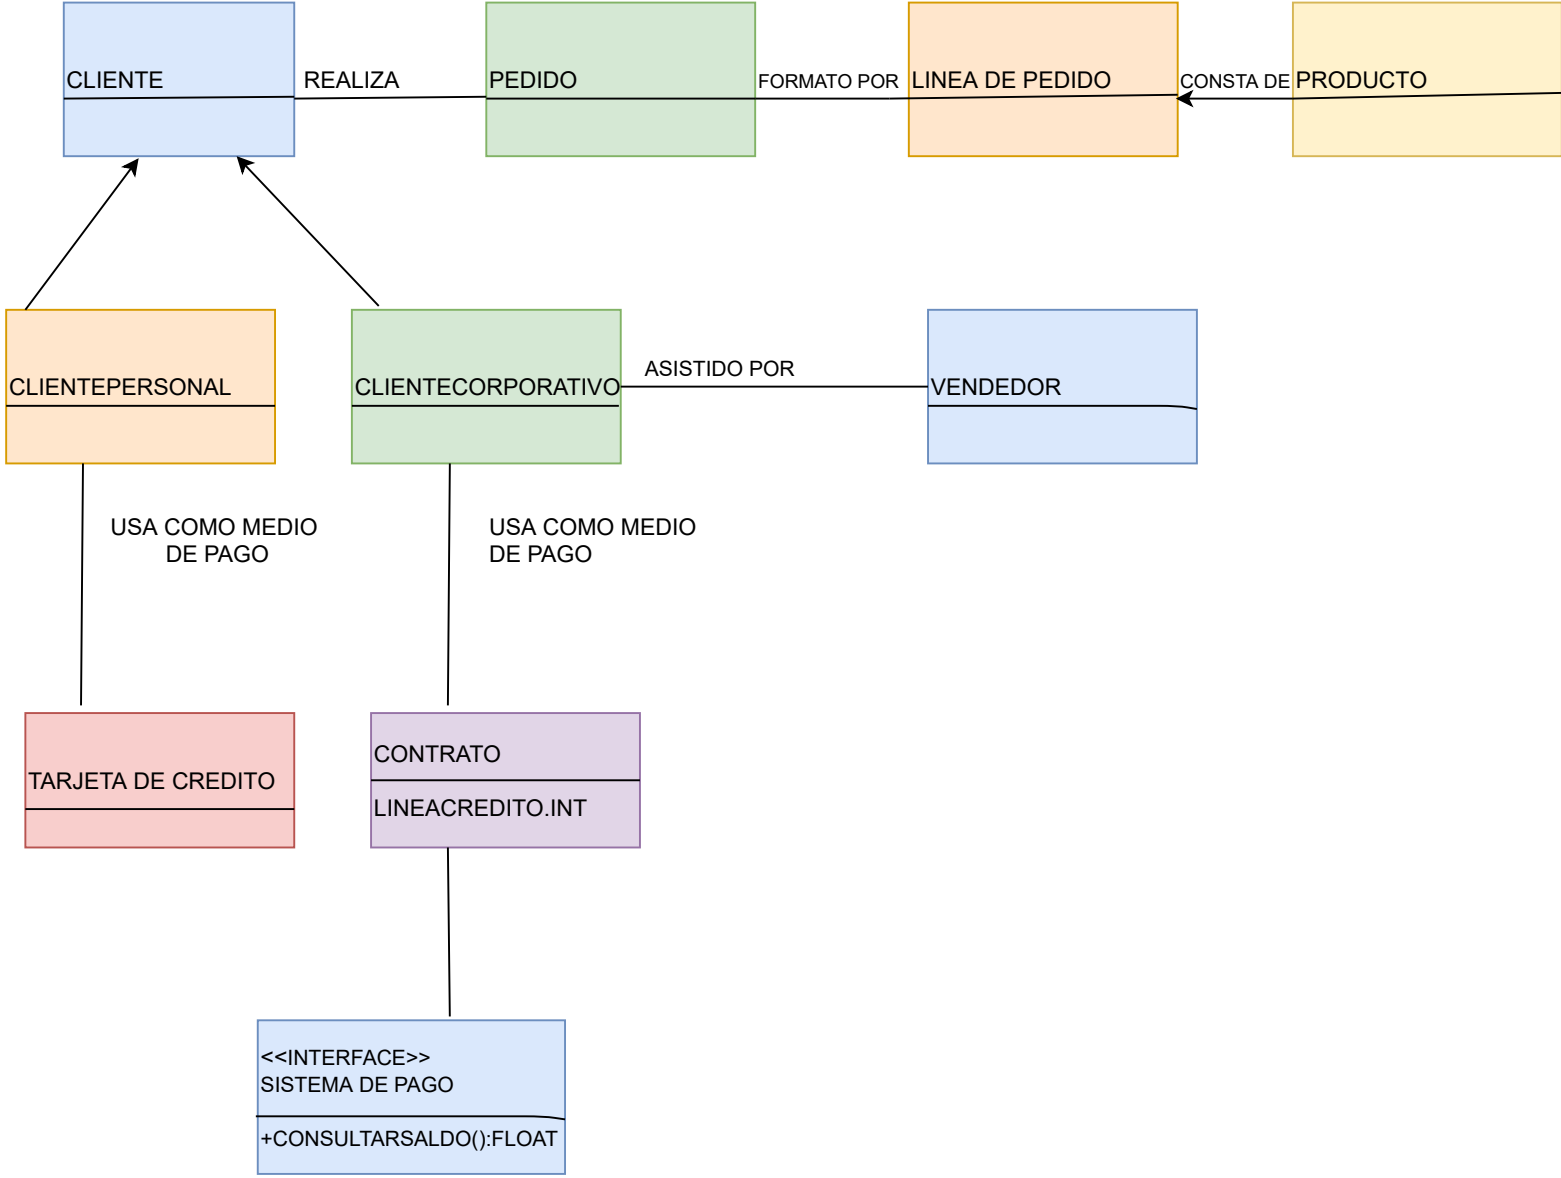 CLIENTE
REALIZA
PEDIDO
FORMATO POR
LINEA DE PEDIDO
CONSTA DE
PRODUCTO
CLIENTEPERSONAL
CLIENTECORPORATIVO
ASISTIDO POR
VENDEDOR
USA COMO MEDIO
DE PAGO
USA COMO MEDIO
DE PAGO
TARJETA DE CREDITO
CONTRATO
LINEACREDITO.INT
<<INTERFACE>>
SISTEMA DE PAGO
+CONSULTARSALDO():FLOAT